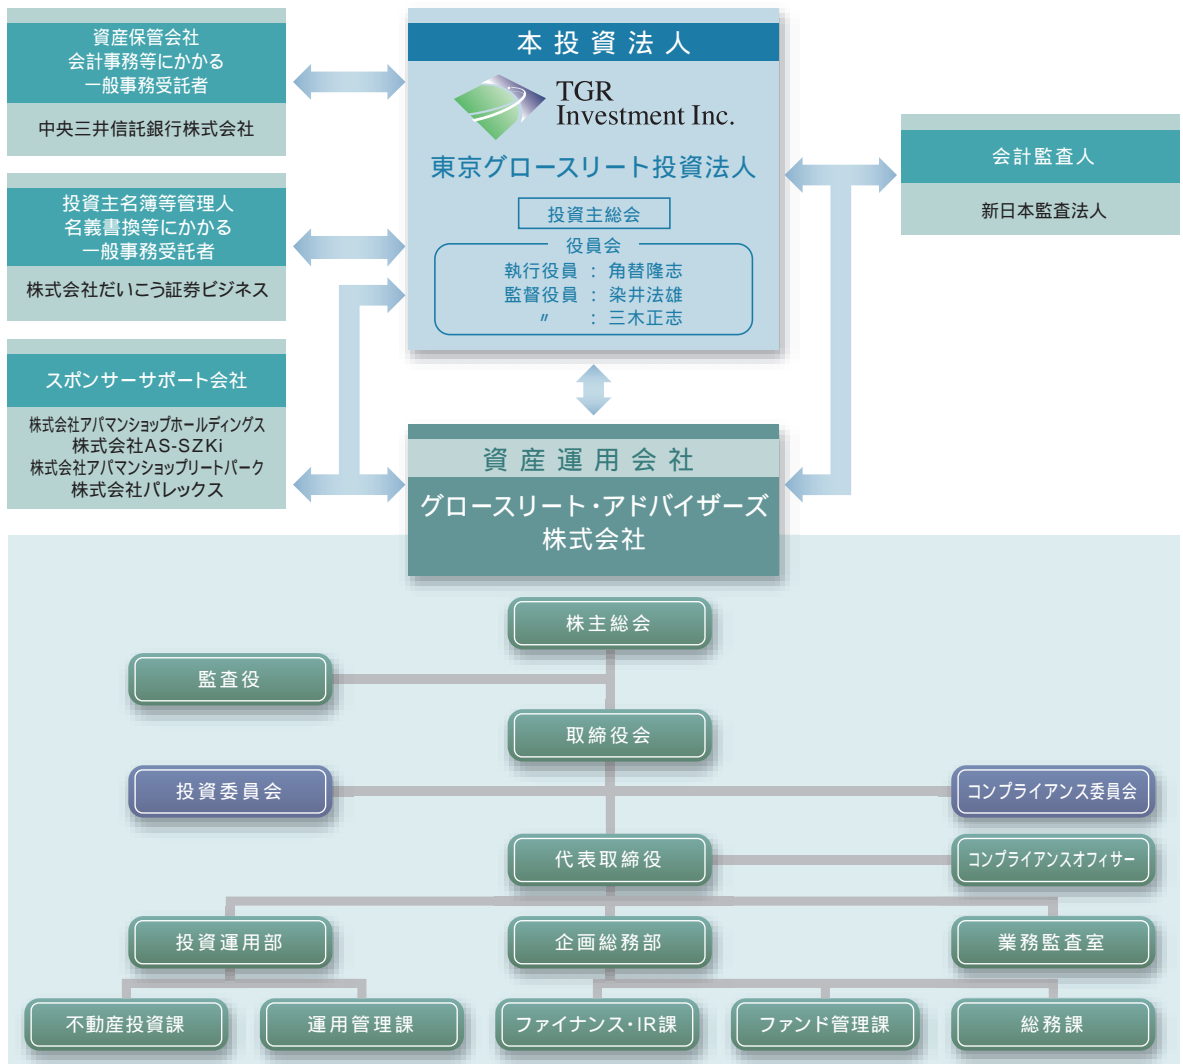 資産保管会社
会計事務等にかかる
一般事務受託者
中央三井信託銀行株式会社
投資主名簿等管理人
名義書換等にかかる
一般事務受託者
株式会社だいこう証券ビジネス
スポンサーサポート会社
株式会社アパマンショップホールディングス
株式会社AS-SZKi
株式会社アパマンショップリートパーク
株式会社パレックス
本投資法人
TGR
Investment Inc.
東京グロースリート投資法人
投資主総会
役員会
執行役員 : 角替隆志
監督役員 : 染井法雄
〃 : 三木正志
会計監査人
新日本監査法人
資産運用会社
グロースリート・アドバイザーズ
株式会社
株主総会
監査役
取締役会
投資委員会
コンプライアンス委員会
代表取締役
コンプライアンスオフィサー
投資運用部
企画総務部
業務監査室
不動産投資課
運用管理課
ファイナンス・IR課
ファンド管理課
総務課